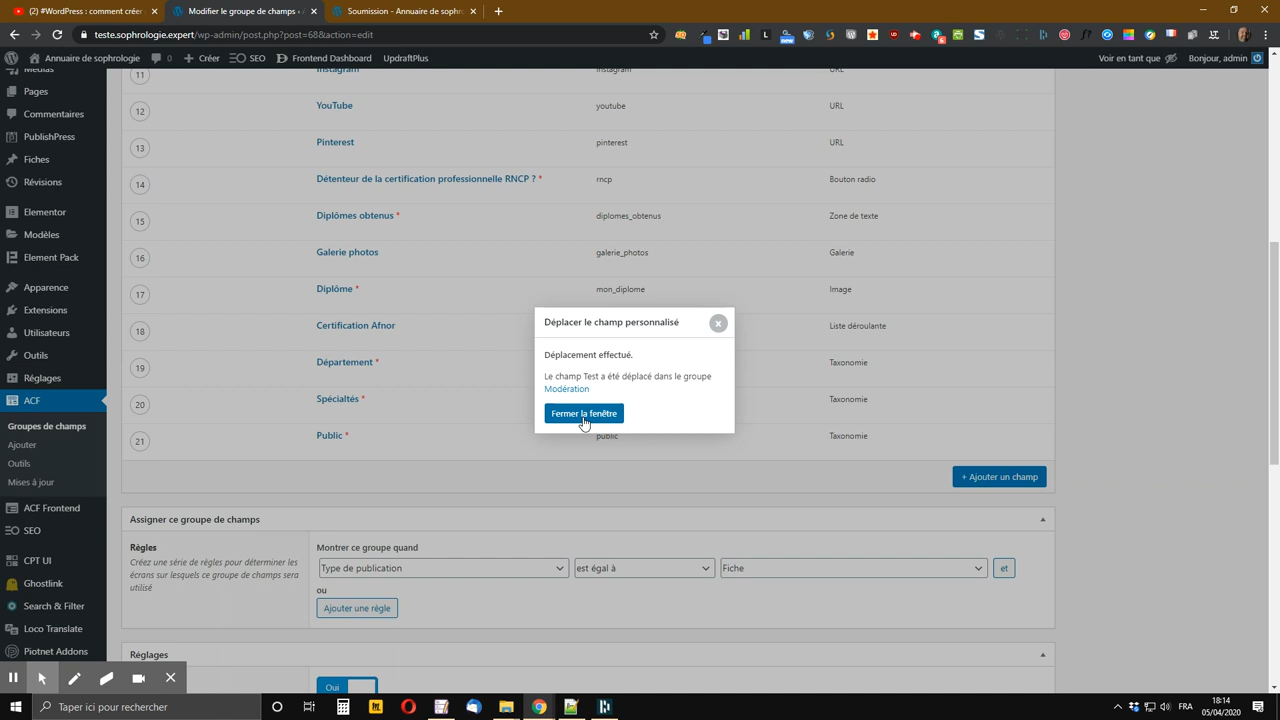 (2) #WordPress : comment créer
Modifier le groupe de champs ‹
Soumission - Annuaire de sophro
tests.sophrologie.expert/wp-admin/post.php?post=68&action=edit
Annuaire de sophrologie
0
Créer
SEO
Frontend Dashboard
UpdraftPlus
Voir en tant que
Bonjour, admin
Médias
Pages
Commentaires
PublishPress
Fiches
Révisions
Elementor
Modèles
Element Pack
Apparence
Extensions
Utilisateurs
Outils
Réglages
ACF
Groupes de champs
Ajouter
Outils
Mises à jour
ACF Frontend
SEO
CPT UI
Ghostlink
Search & Filter
Loco Translate
Piotnet Addons
11 Instagram instagram URL
12 YouTube youtube URL
13 Pinterest pinterest URL
14 Détenteur de la certification professionnelle RNCP ? * rncp Bouton radio
15 Diplômes obtenus * diplomes_obtenus Zone de texte
16 Galerie photos galerie_photos Galerie
17 Diplôme * mon_diplome Image
18 Certification Afnor Liste déroulante
19 Département * Taxonomie
20 Spécialtés * Taxonomie
21 Public * public Taxonomie
+ Ajouter un champ
Déplacer le champ personnalisé
x
Déplacement effectué.
Le champ Test a été déplacé dans le groupe
Modération
Fermer la fenêtre
Assigner ce groupe de champs
Règles
Créez une série de règles pour déterminer les
écrans sur lesquels ce groupe de champs sera
utilisé
Montrer ce groupe quand
Type de publication est égal à Fiche et
ou
Ajouter une règle
Réglages
Oui
Taper ici pour rechercher
FRA
18:14
05/04/2020